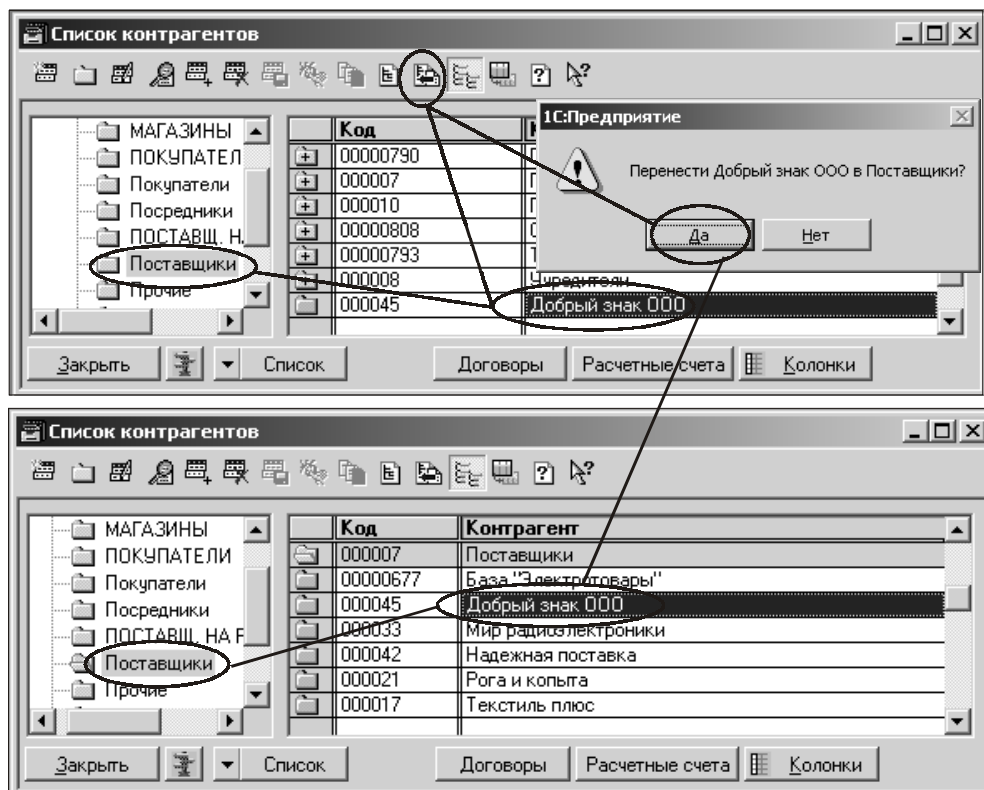 Список контрагентов
МАГАЗИНЫ
ПОКУПАТЕЛ
Покупатели
Посредники
ПОСТАВЩ. Н
Поставщики
Прочие
Код
00000790
000007
000010
00000808
00000793
000008
Учредители
000045
Добрый знак ООО
1С:Предприятие
Перенести Добрый знак ООО в Поставщики?
Да
Нет
Закрыть
Список
Договоры
Расчетные счета
Колонки
Список контрагентов
МАГАЗИНЫ
ПОКУПАТЕЛИ
Покупатели
Посредники
ПОСТАВЩ. НА Р
Поставщики
Прочие
Код Контрагент
000007 Поставщики
00000677 База "Электротовары"
000045 Добрый знак ООО
000033 Мир радиоэлектроники
000042 Надежная поставка
000021 Рога и копыта
000017 Текстиль плюс
Закрыть
Список
Договоры
Расчетные счета
Колонки